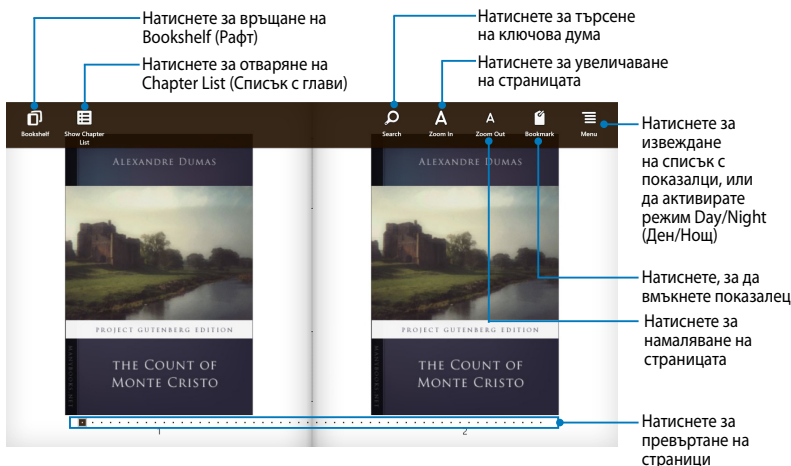 Натиснете за връщане на
Bookshelf (Рафт)
Натиснете за отваряне на
Chapter List (Списък с глави)
Натиснете за търсене
на ключова дума
Натиснете за увеличаване
на страницата
Bookshelf
Show Chapter
List
Search
Zoom In
Zoom Out
Bookmark
Menu
Натиснете за
извеждане
на списък с
показалци, или
да активирате
режим Day/Night
(Ден/Нощ)
Alexandre Dumas
PROJECT GUTENBERG EDITION
THE COUNT OF
MONTE CRISTO
1
Alexandre Dumas
PROJECT GUTENBERG EDITION
THE COUNT OF
MONTE CRISTO
2
Натиснете, за да
вмъкнете показалец
Натиснете за
намаляване на
страницата
Натиснете за
превъртане на
страници